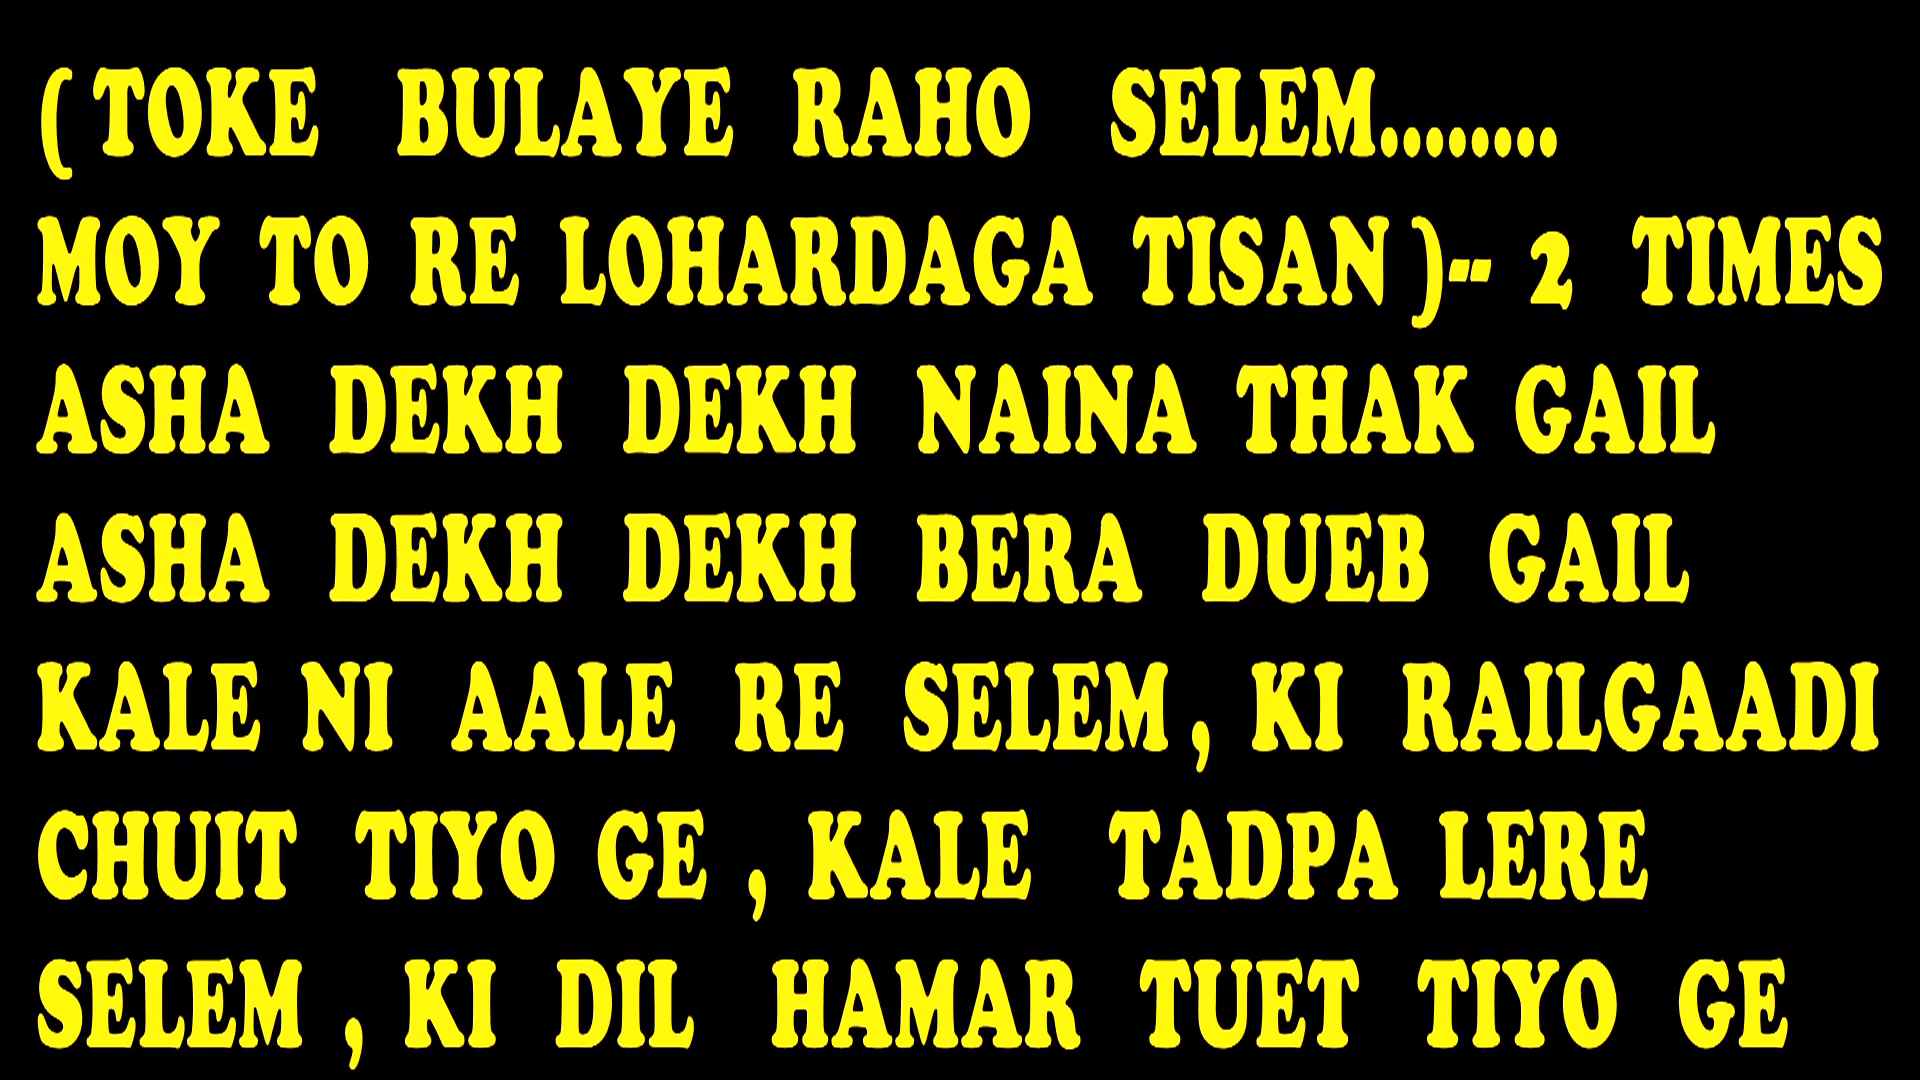 ( TOKE BULAYE RAHO SELEM........
MOY TO RE LOHARDAGA TISAN )-- 2 TIMES
ASHA DEKH DEKH NAINA THAK GAIL
ASHA DEKH DEKH BERA DUEB GAIL
KALE NI AALE RE SELEM , KI RAILGAADI
CHUIT TIYO GE , KALE TADPA LERE
SELEM , KI DIL HAMAR TUET TIYO GE